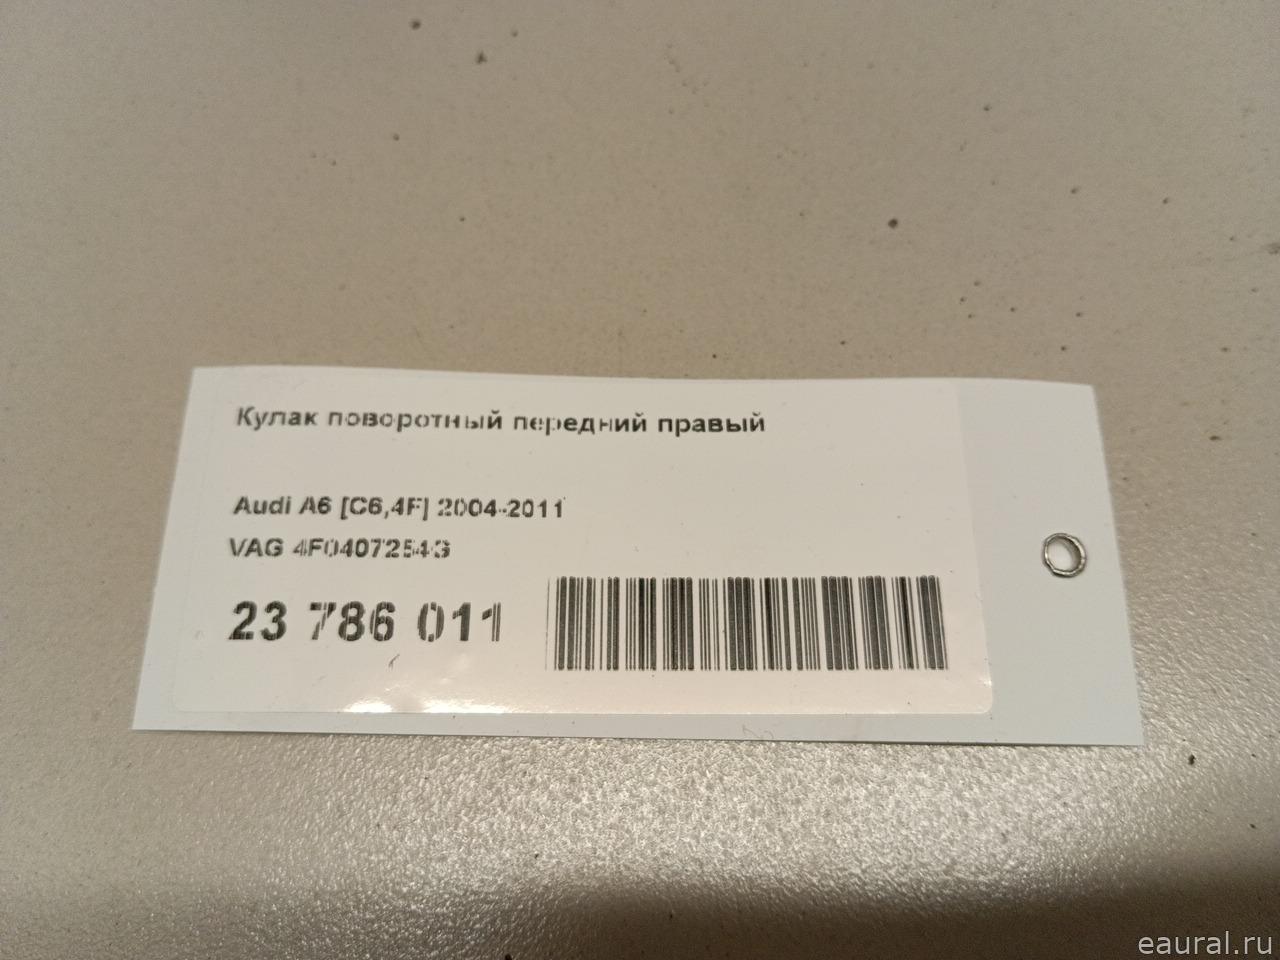 Кулак поворотный передний правый
Audi A6 [C6,4F] 2004-2011
VAG 4F0407254G
23 786 011
eaural.ru